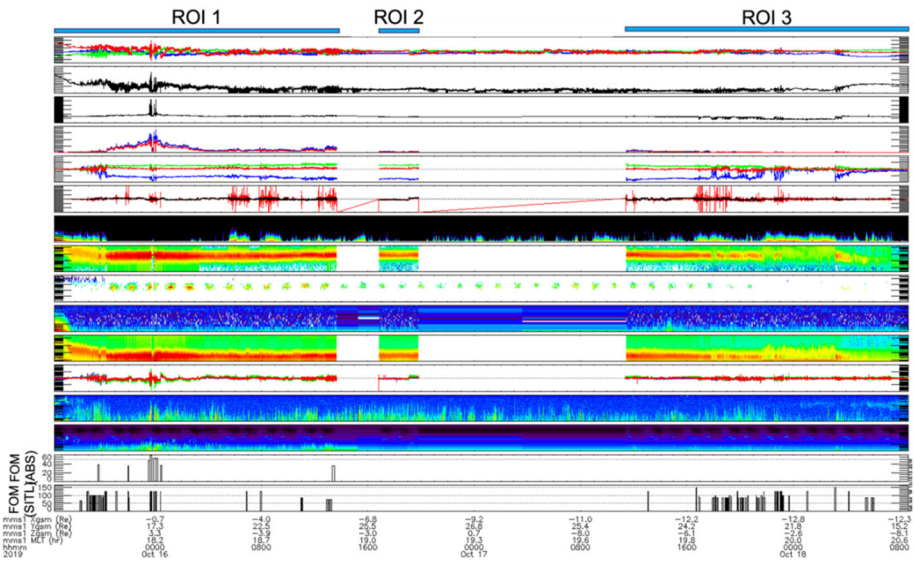 ROI 1 ROI 2 ROI 3
FOM FOM
(SITL)(ABS)
60
40
20
0
150
100
50
0
mms1 Xgsm (Re) -0.7 -4.0 -6.8 -9.2 -11.0 -12.2 -12.8 -12.3
mms1 Ygsm (Re) 17.3 22.5 25.5 26.8 25.4 24.2 21.8 15.2
mms1 Zgsm (Re) 3.3 -3.9 -3.0 0.7 -8.0 -6.1 -2.6 -8.1
mms1 MLT (hr) 18.2 18.7 19.0 19.3 19.6 19.8 20.0 20.6
hhmm 0000 0800 1600 0000 0800 1600 0000 0800
2019 Oct 16 Oct 17 Oct 18